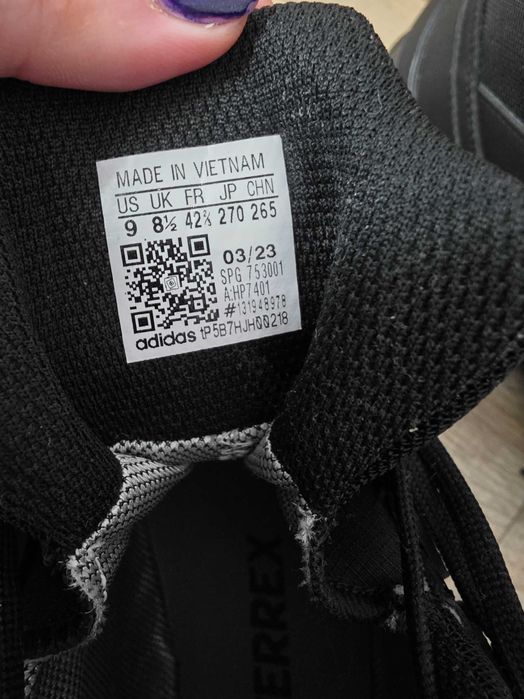 MADE IN VIETNAM
US UK FR JP CHN
9 8½ 42⅔ 270 265
03/23
SPG 753001
A:HP7401
#131948978
adidas tP5B7HJH00218
ERREX